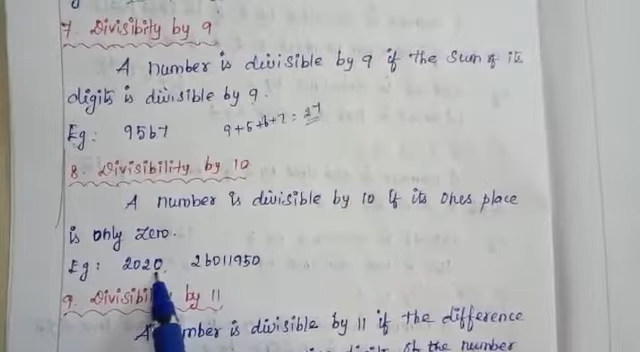 7. Divisibity by 9
A number is divisible by 9 if the sum of its
digits is divisible by 9.
Eg: 9567 9+5+6+7 = 27
8. Divisibility by 10
A number is divisible by 10 if its ones place
is only zero.
Eg: 2020 26011950
9. Divisibility by 11
A number is divisible by 11 if the difference
the number